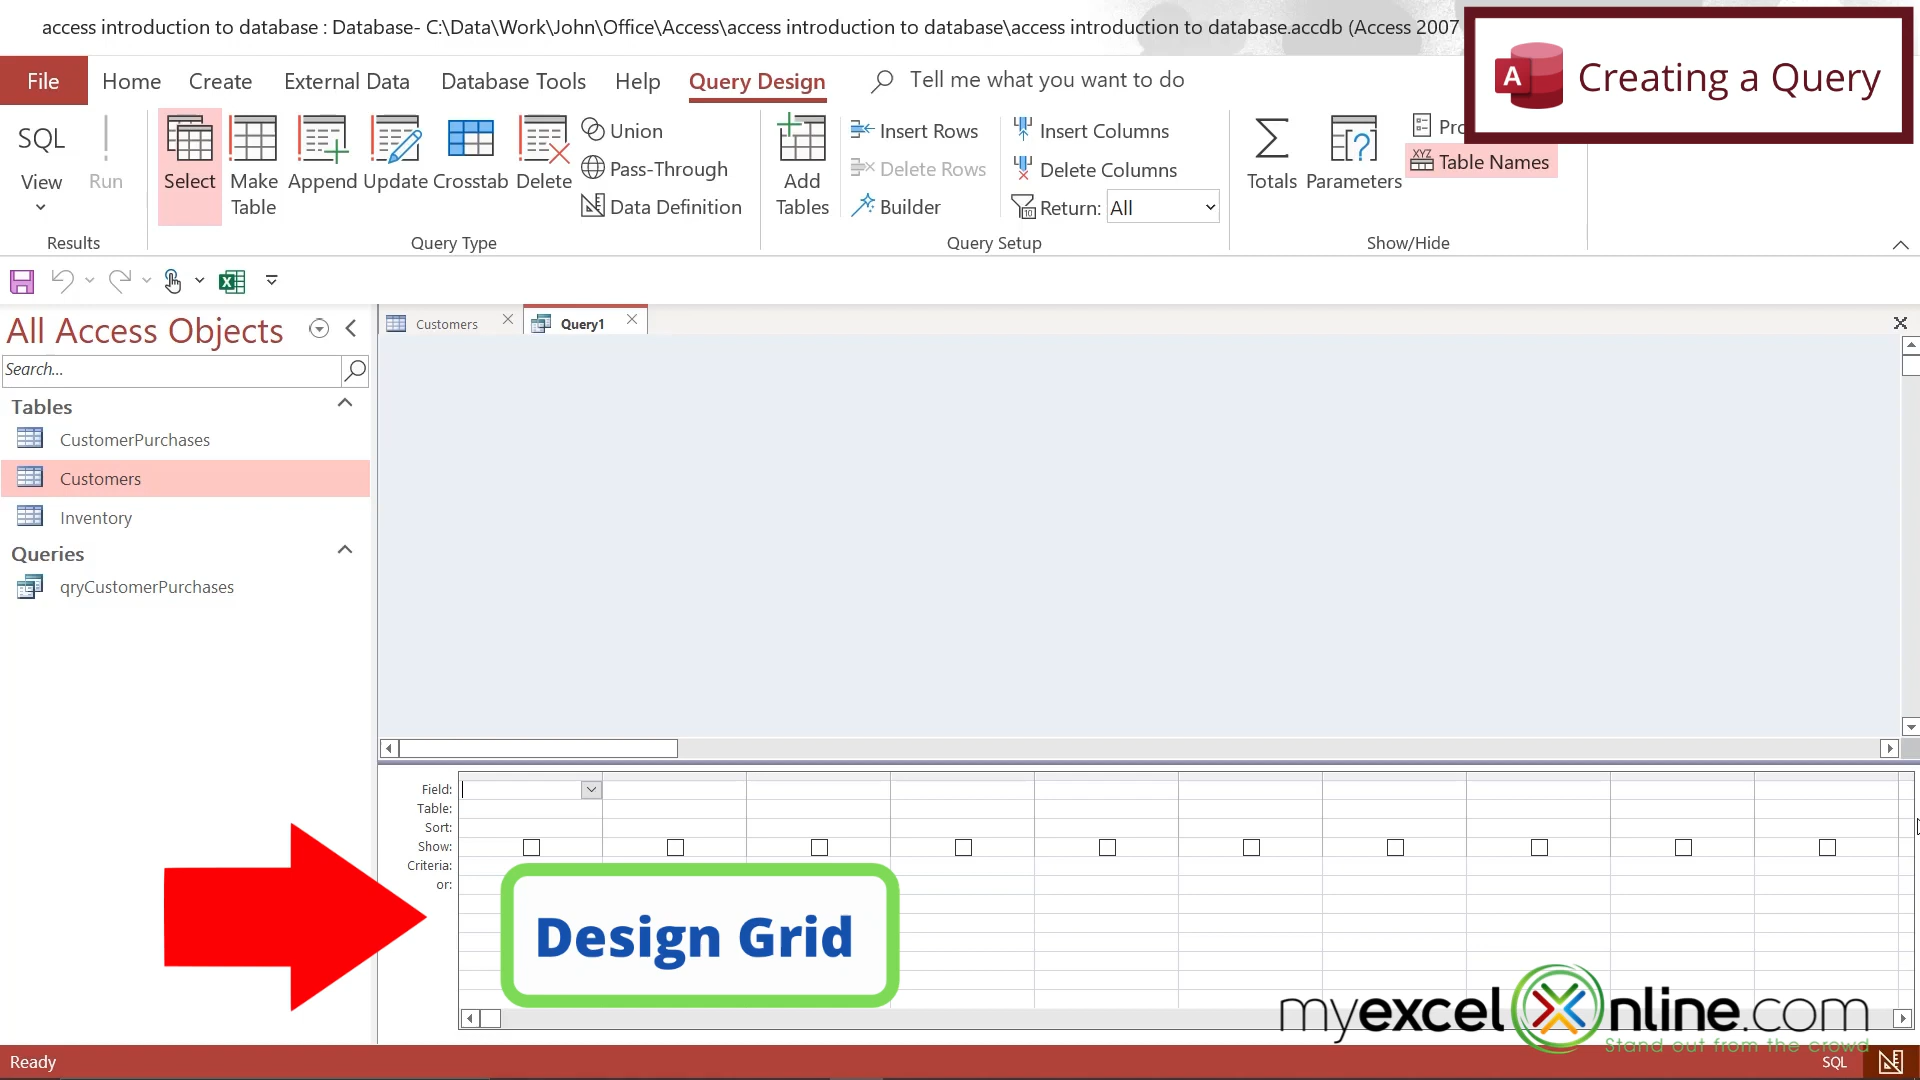 access introduction to database : Database- C:\Data\Work\John\Office\Access\access introduction to database\access introduction to database.accdb (Access 2007
A Creating a Query
File Home Create External Data Database Tools Help Query Design Tell me what you want to do
SQL
View
Run
Results
Select
Make
Table
Append
Update
Crosstab
Delete
Union
Pass-Through
Data Definition
Query Type
Add
Tables
Insert Rows
Delete Rows
Builder
Insert Columns
Delete Columns
10 Return: All
Query Setup
Totals
Parameters
Pro
XYZ Table Names
Show/Hide
All Access Objects
Search...
Tables
CustomerPurchases
Customers
Inventory
Queries
qryCustomerPurchases
Customers
Query1
Field:
Table:
Sort:
Show:
Criteria:
or:
Design Grid
myexcelOnline.com
Stand out from the crowd
Ready
SQL